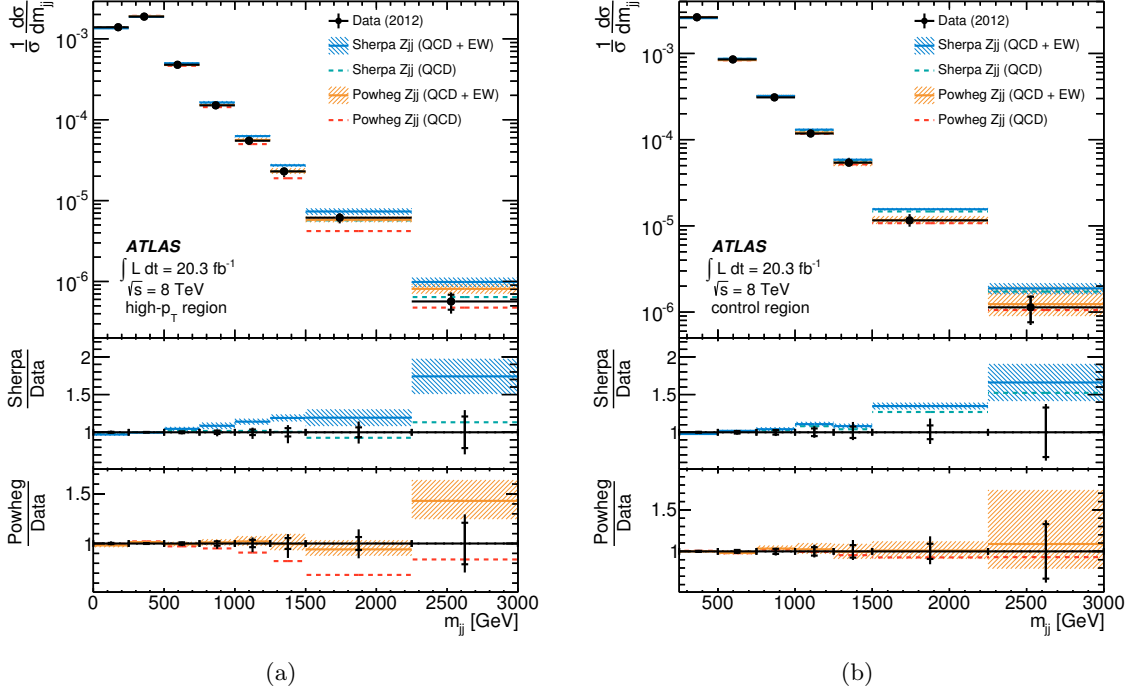 1/σ dσ/dm_jj
10⁻³
10⁻⁴
10⁻⁵
10⁻⁶
Data (2012)
Sherpa Zjj (QCD + EW)
Sherpa Zjj (QCD)
Powheg Zjj (QCD + EW)
Powheg Zjj (QCD)
ATLAS
∫ L dt = 20.3 fb⁻¹
√s = 8 TeV
high-p_T region
Sherpa
Data
2
1.5
1
Powheg
Data
1.5
1
0 500 1000 1500 2000 2500 3000
m_jj [GeV]
(a)
1/σ dσ/dm_jj
10⁻³
10⁻⁴
10⁻⁵
10⁻⁶
Data (2012)
Sherpa Zjj (QCD + EW)
Sherpa Zjj (QCD)
Powheg Zjj (QCD + EW)
Powheg Zjj (QCD)
ATLAS
∫ L dt = 20.3 fb⁻¹
√s = 8 TeV
control region
Sherpa
Data
2
1.5
1
Powheg
Data
1.5
1
500 1000 1500 2000 2500 3000
m_jj [GeV]
(b)